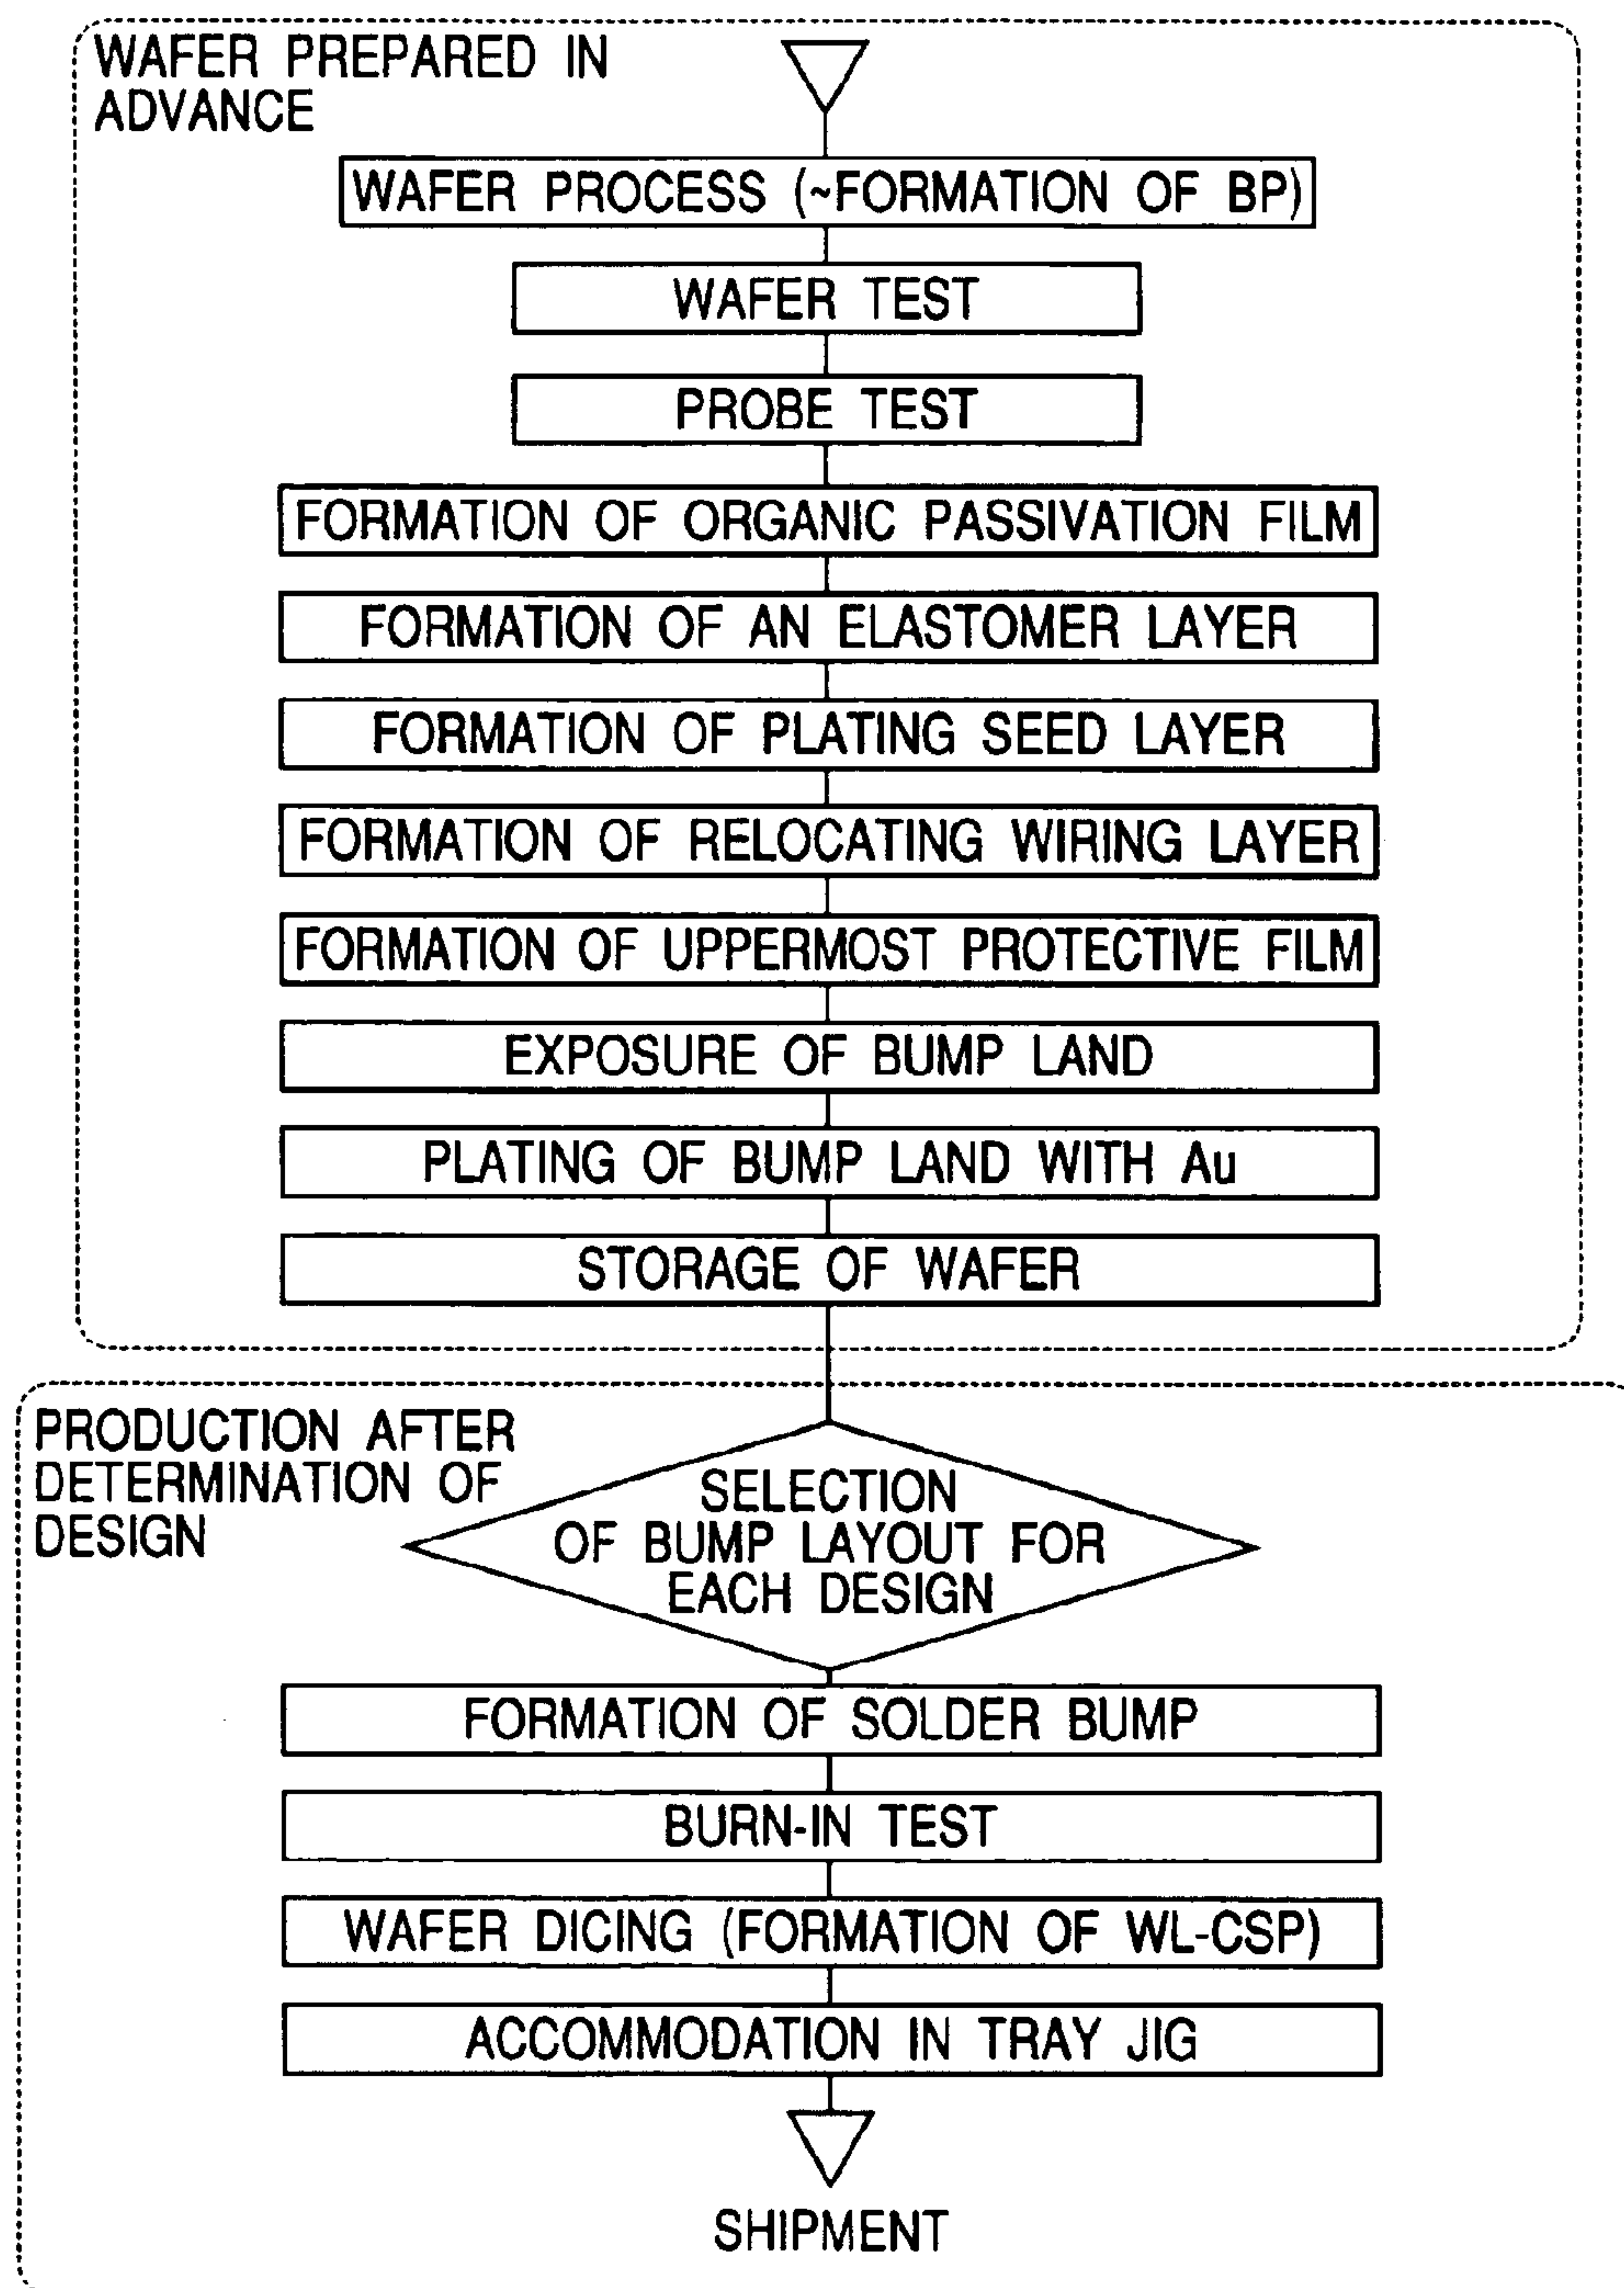 WAFER PREPARED IN
ADVANCE
WAFER PROCESS (~FORMATION OF BP)
WAFER TEST
PROBE TEST
FORMATION OF ORGANIC PASSIVATION FILM
FORMATION OF AN ELASTOMER LAYER
FORMATION OF PLATING SEED LAYER
FORMATION OF RELOCATING WIRING LAYER
FORMATION OF UPPERMOST PROTECTIVE FILM
EXPOSURE OF BUMP LAND
PLATING OF BUMP LAND WITH Au
STORAGE OF WAFER
PRODUCTION AFTER
DETERMINATION OF
DESIGN
SELECTION
OF BUMP LAYOUT FOR
EACH DESIGN
FORMATION OF SOLDER BUMP
BURN-IN TEST
WAFER DICING (FORMATION OF WL-CSP)
ACCOMMODATION IN TRAY JIG
SHIPMENT